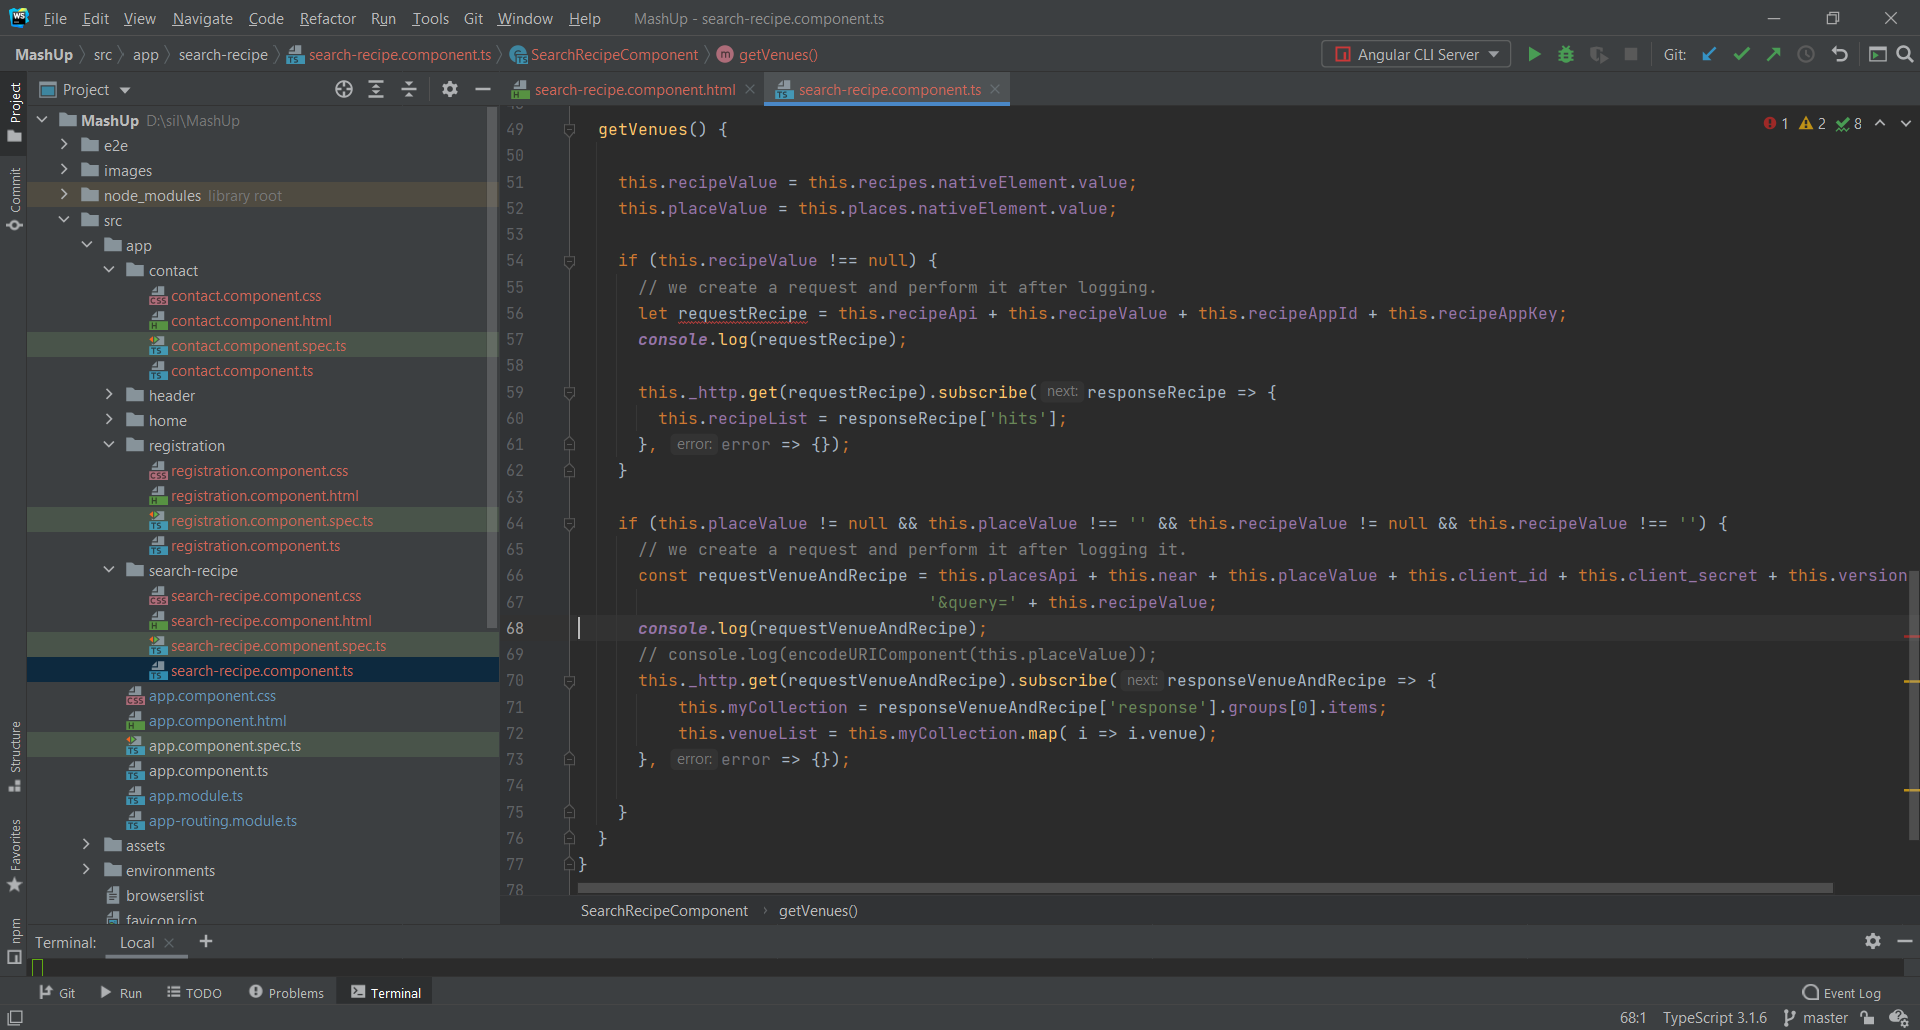 WS File Edit View Navigate Code Refactor Run Tools Git Window Help MashUp - search-recipe.component.ts
MashUp src app search-recipe search-recipe.component.ts SearchRecipeComponent m getVenues() Angular CLI Server Git:
Project
search-recipe.component.html search-recipe.component.ts
Project
Commit
Structure
Favorites
npm
MashUp D:\sil\MashUp
e2e
images
node_modules library root
src
app
contact
contact.component.css
contact.component.html
contact.component.spec.ts
contact.component.ts
header
home
registration
registration.component.css
registration.component.html
registration.component.spec.ts
registration.component.ts
search-recipe
search-recipe.component.css
search-recipe.component.html
search-recipe.component.spec.ts
search-recipe.component.ts
app.component.css
app.component.html
app.component.spec.ts
app.component.ts
app.module.ts
app-routing.module.ts
assets
environments
browserslist
favicon.ico
1 2 8
49 getVenues() {
50
51 this.recipeValue = this.recipes.nativeElement.value;
52 this.placeValue = this.places.nativeElement.value;
53
54 if (this.recipeValue !== null) {
55 // we create a request and perform it after logging.
56 let requestRecipe = this.recipeApi + this.recipeValue + this.recipeAppId + this.recipeAppKey;
57 console.log(requestRecipe);
58
59 this._http.get(requestRecipe).subscribe( next: responseRecipe => {
60 this.recipeList = responseRecipe['hits'];
61 }, error: error => {});
62 }
63
64 if (this.placeValue != null && this.placeValue !== '' && this.recipeValue != null && this.recipeValue !== '') {
65 // we create a request and perform it after logging it.
66 const requestVenueAndRecipe = this.placesApi + this.near + this.placeValue + this.client_id + this.client_secret + this.version
67 '&query=' + this.recipeValue;
68 console.log(requestVenueAndRecipe);
69 // console.log(encodeURIComponent(this.placeValue));
70 this._http.get(requestVenueAndRecipe).subscribe( next: responseVenueAndRecipe => {
71 this.myCollection = responseVenueAndRecipe['response'].groups[0].items;
72 this.venueList = this.myCollection.map( i => i.venue);
73 }, error: error => {});
74
75 }
76 }
77 }
78
SearchRecipeComponent getVenues()
Terminal: Local +
Git Run TODO Problems Terminal Event Log
68:1 TypeScript 3.1.6 master